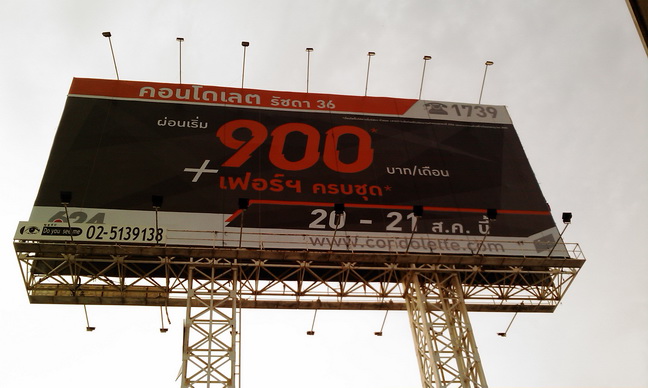 คอนโดเลต รัชดา 36
1739
ผ่อนเริ่ม 900* บาท/เดือน
+ เฟอร์ฯ ครบชุด*
20 - 21 ส.ค. นี้
624
Do you see me 02-5139138
www.condolette.com